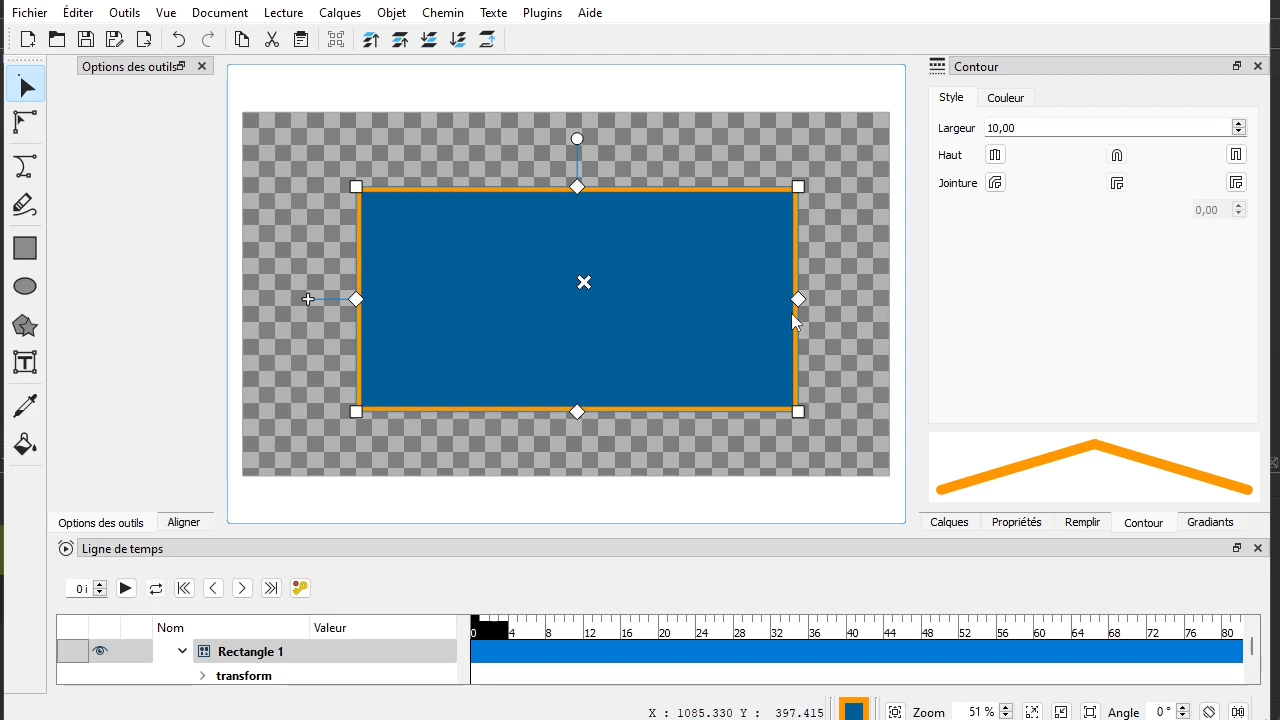 Fichier Éditer Outils Vue Document Lecture Calques Objet Chemin Texte Plugins Aide
Options des outils
Contour
Style Couleur
Largeur 10,00
Haut
Jointure
0,00
Options des outils Aligner
Calques Propriétés Remplir Contour Gradiants
Ligne de temps
0 i
Nom Valeur
0 4 8 12 16 20 24 28 32 36 40 44 48 52 56 60 64 68 72 76 80
Rectangle 1
transform
X : 1085.330 Y : 397.415 Zoom 51 % Angle 0 °